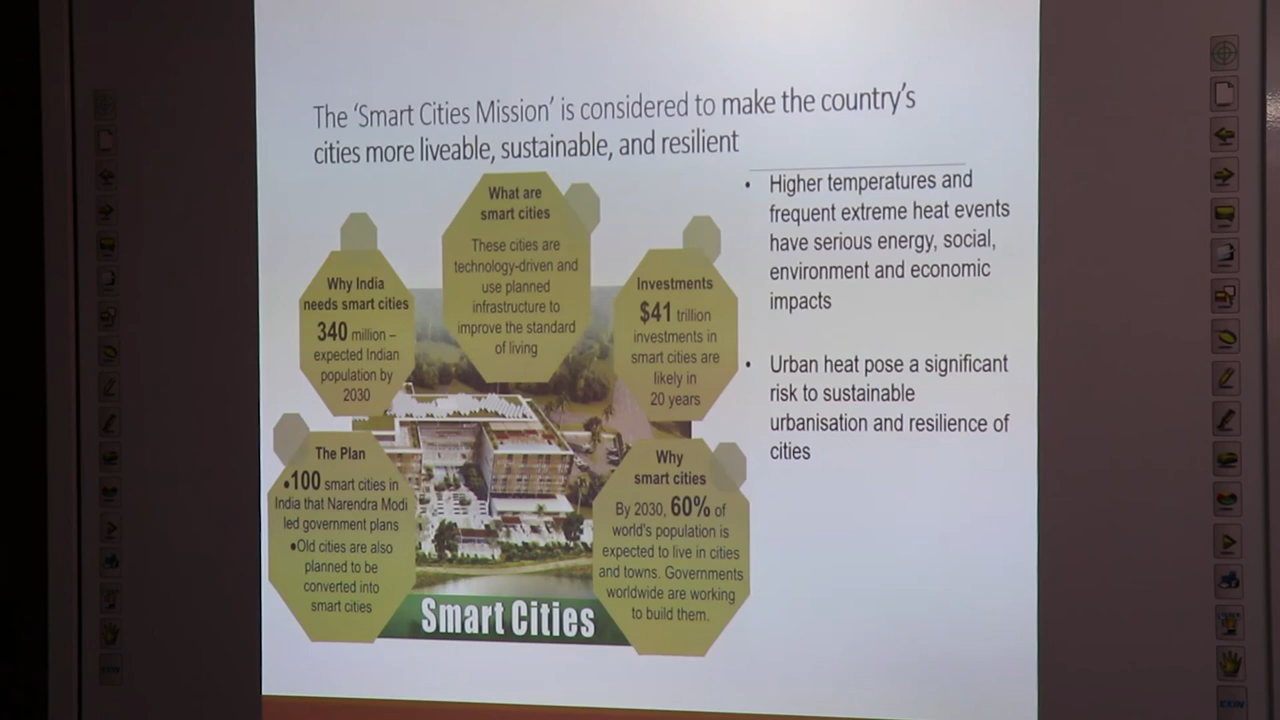 The 'Smart Cities Mission' is considered to make the country's
cities more liveable, sustainable, and resilient
What are
smart cities
These cities are
technology-driven and
use planned
infrastructure to
improve the standard
of living
Why India
needs smart cities
340 million –
expected Indian
population by
2030
Investments
$41 trillion
investments in
smart cities are
likely in
20 years
The Plan
•100 smart cities in
India that Narendra Modi
led government plans
•Old cities are also
planned to be
converted into
smart cities
Why
smart cities
By 2030, 60% of
world's population is
expected to live in cities
and towns. Governments
worldwide are working
to build them.
Smart Cities
• Higher temperatures and
frequent extreme heat events
have serious energy, social,
environment and economic
impacts
• Urban heat pose a significant
risk to sustainable
urbanisation and resilience of
cities